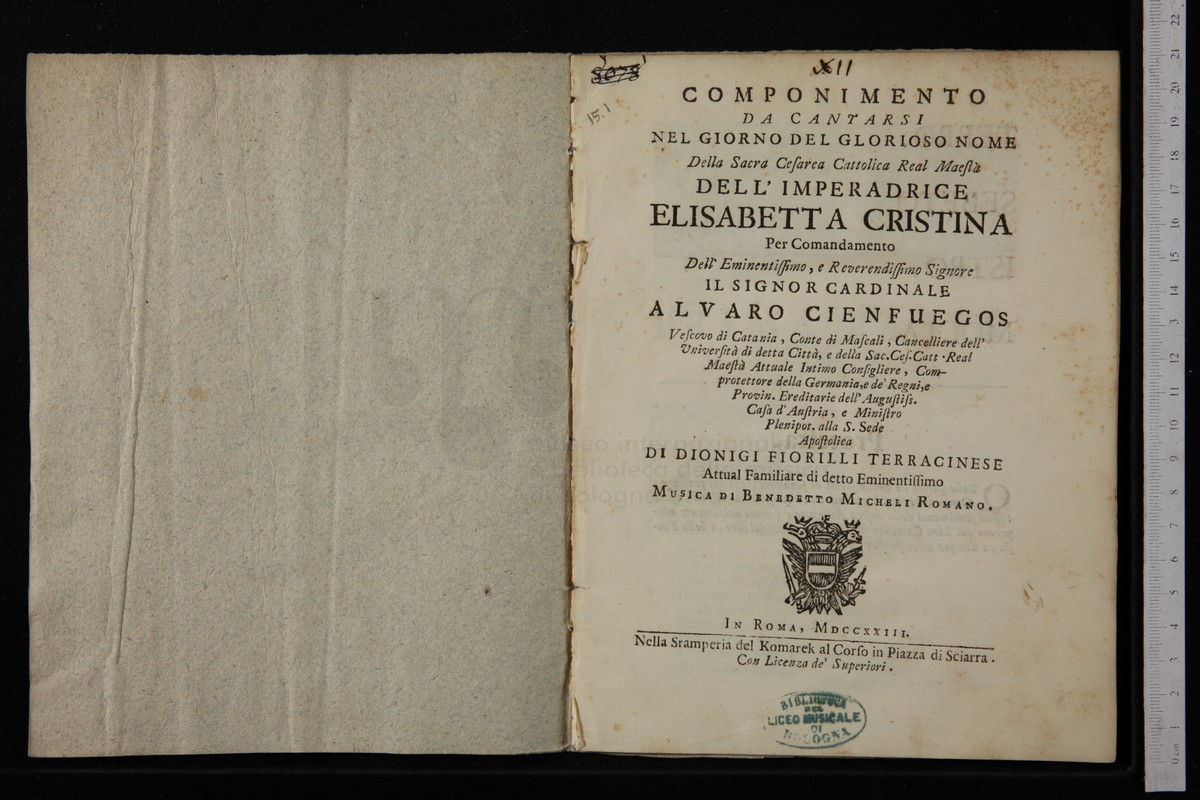 8078
XII
15.1
COMPONIMENTO
DA CANTARSI
NEL GIORNO DEL GLORIOSO NOME
Della Sacra Ceſarea Cattolica Real Maeſtà
DELL' IMPERADRICE
ELISABETTA CRISTINA
Per Comandamento
Dell' Eminentiſſimo, e Reverendiſſimo Signore
IL SIGNOR CARDINALE
ALVARO CIENFUEGOS
Veſcovo di Catania, Conte di Maſcali, Cancelliere dell'
Vniverſità di detta Città, e della Sac. Ceſ. Catt. Real
Maeſtà Attuale Intimo Conſigliere, Com-
protettore della Germania, e de' Regni, e
Provin. Ereditarie dell' Auguſtiſs.
Caſa d'Auſtria, e Miniſtro
Plenipot. alla S. Sede
Apoſtolica
DI DIONIGI FIORILLI TERRACINESE
Attual Familiare di detto Eminentiſſimo
MUSICA DI BENEDETTO MICHELI ROMANO.
IN ROMA, MDCCXXIII.
Nella Stamperia del Komarek al Corſo in Piazza di Sciarra.
Con Licenza de' Superiori.
BIBLIOTECA
DEL
LICEO MUSICALE
DI
BOLOGNA